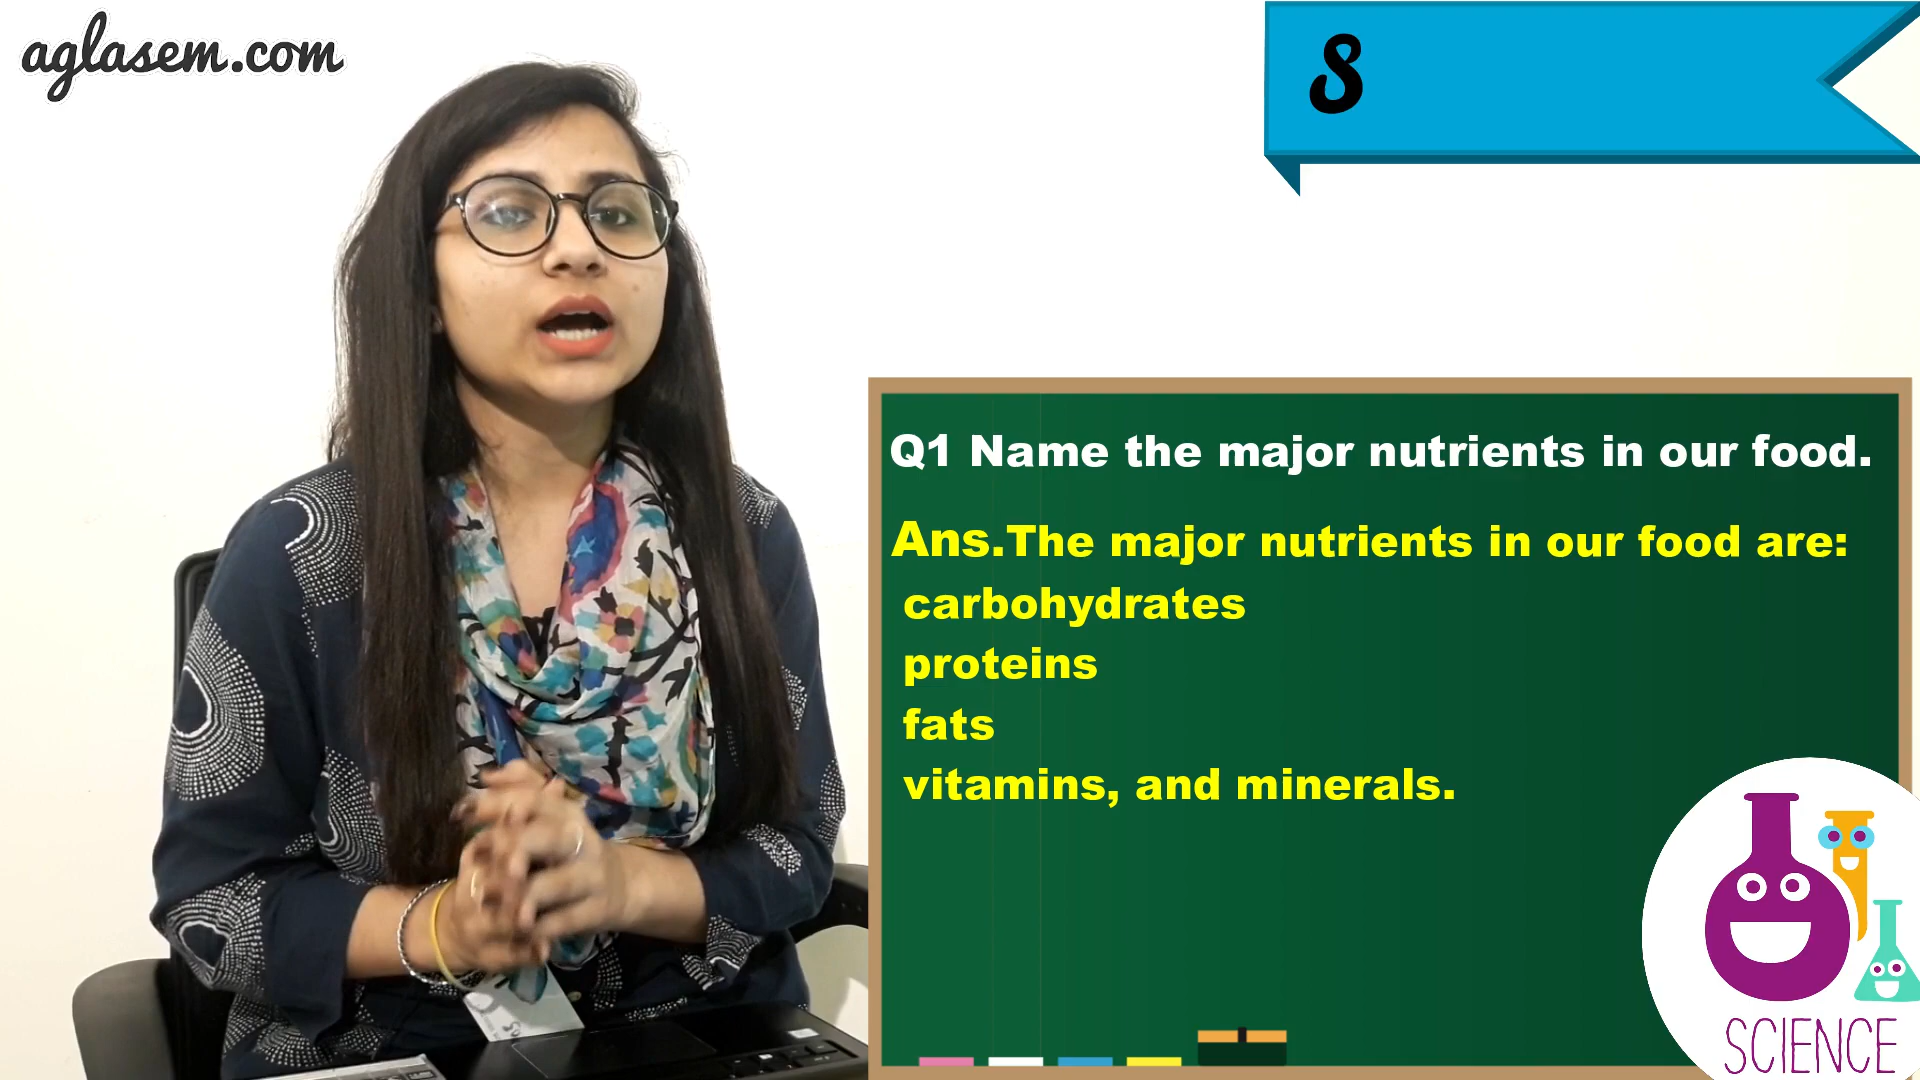 aglasem.com
S
Q1 Name the major nutrients in our food.
Ans.The major nutrients in our food are:
carbohydrates
proteins
fats
vitamins, and minerals.
SCIENCE